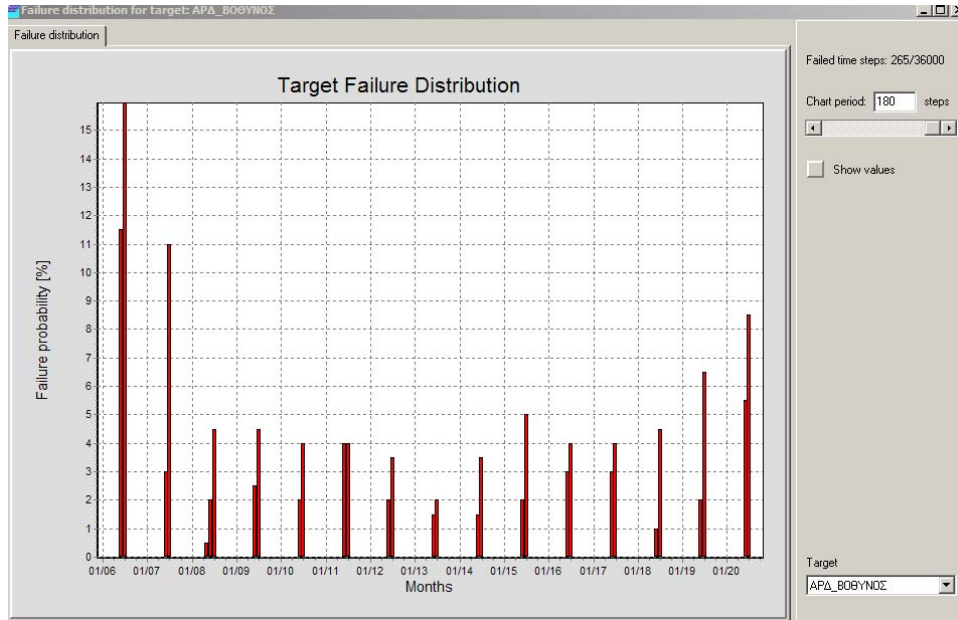 Failure distribution for target: ΑΡΔ_ΒΟΘΥΝΟΣ
Failure distribution
Target Failure Distribution
Failure probability [%]
15
14
13
12
11
10
9
8
7
6
5
4
3
2
1
0
01/06 01/07 01/08 01/09 01/10 01/11 01/12 01/13 01/14 01/15 01/16 01/17 01/18 01/19 01/20
Months
Failed time steps: 265/36000
Chart period: 180 steps
Show values
Target
ΑΡΔ_ΒΟΘΥΝΟΣ